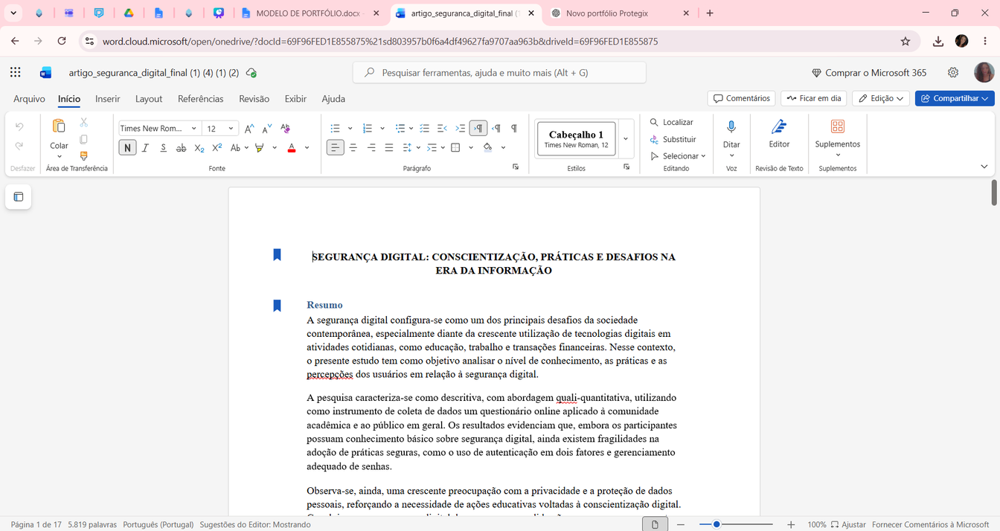 MODELO DE PORTFÓLIO.docx
artigo_seguranca_digital_final (1
Novo portfólio Protegix
word.cloud.microsoft/open/onedrive/?docId=69F96FED1E855875%21sd803957b0f6a4df49627fa9707aa963b&driveId=69F96FED1E855875
artigo_seguranca_digital_final (1) (4) (1) (2)
Pesquisar ferramentas, ajuda e muito mais (Alt + G)
Comprar o Microsoft 365
Arquivo Início Inserir Layout Referências Revisão Exibir Ajuda
Comentários Ficar em dia Edição Compartilhar
Colar
Times New Rom... 12
Cabeçalho 1
Times New Roman, 12
Localizar
Substituir
Selecionar
Ditar
Editor
Suplementos
Desfazer Área de Transferência Fonte Parágrafo Estilos Editando Voz Revisão de Texto Suplementos
SEGURANÇA DIGITAL: CONSCIENTIZAÇÃO, PRÁTICAS E DESAFIOS NA
ERA DA INFORMAÇÃO
Resumo
A segurança digital configura-se como um dos principais desafios da sociedade
contemporânea, especialmente diante da crescente utilização de tecnologias digitais em
atividades cotidianas, como educação, trabalho e transações financeiras. Nesse contexto,
o presente estudo tem como objetivo analisar o nível de conhecimento, as práticas e as
percepções dos usuários em relação à segurança digital.
A pesquisa caracteriza-se como descritiva, com abordagem quali-quantitativa, utilizando
como instrumento de coleta de dados um questionário online aplicado à comunidade
acadêmica e ao público em geral. Os resultados evidenciam que, embora os participantes
possuam conhecimento básico sobre segurança digital, ainda existem fragilidades na
adoção de práticas seguras, como o uso de autenticação em dois fatores e gerenciamento
adequado de senhas.
Observa-se, ainda, uma crescente preocupação com a privacidade e a proteção de dados
pessoais, reforçando a necessidade de ações educativas voltadas à conscientização digital.
Página 1 de 17 5.819 palavras Português (Portugal) Sugestões do Editor: Mostrando
100% Ajustar Fornecer Comentários à Microsoft